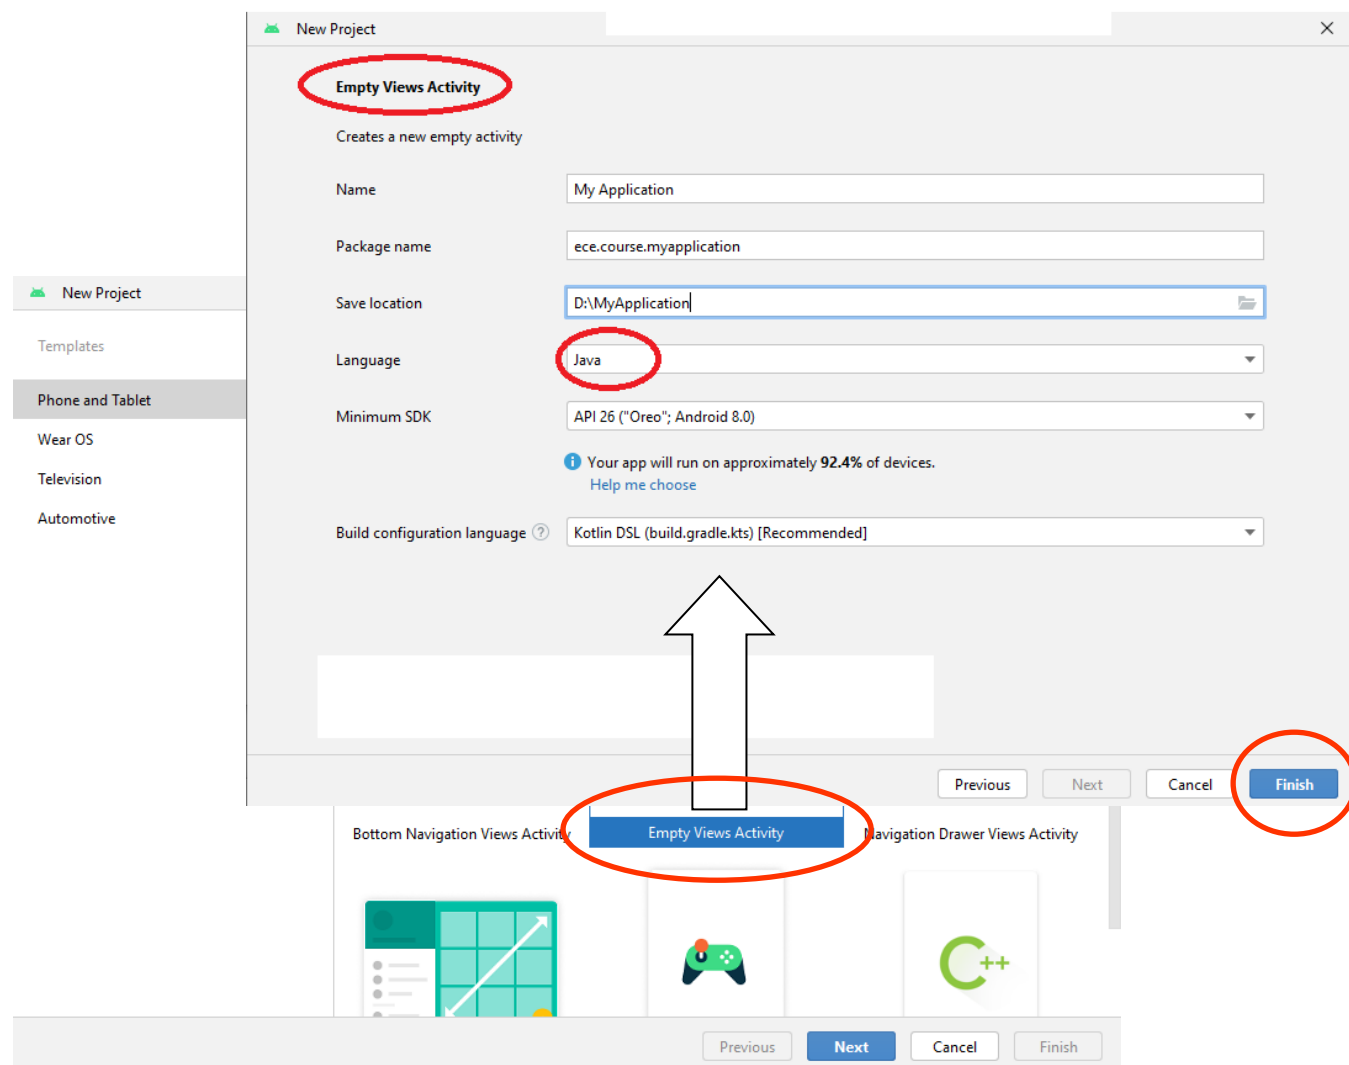 New Project
Empty Views Activity
Creates a new empty activity
Name My Application
Package name ece.course.myapplication
Save location D:\MyApplication
Language Java
Minimum SDK API 26 ("Oreo"; Android 8.0)
Your app will run on approximately 92.4% of devices.
Help me choose
Build configuration language ? Kotlin DSL (build.gradle.kts) [Recommended]
Previous Next Cancel Finish
New Project
Templates
Phone and Tablet
Wear OS
Television
Automotive
Bottom Navigation Views Activity Empty Views Activity Navigation Drawer Views Activity
C++
Previous Next Cancel Finish